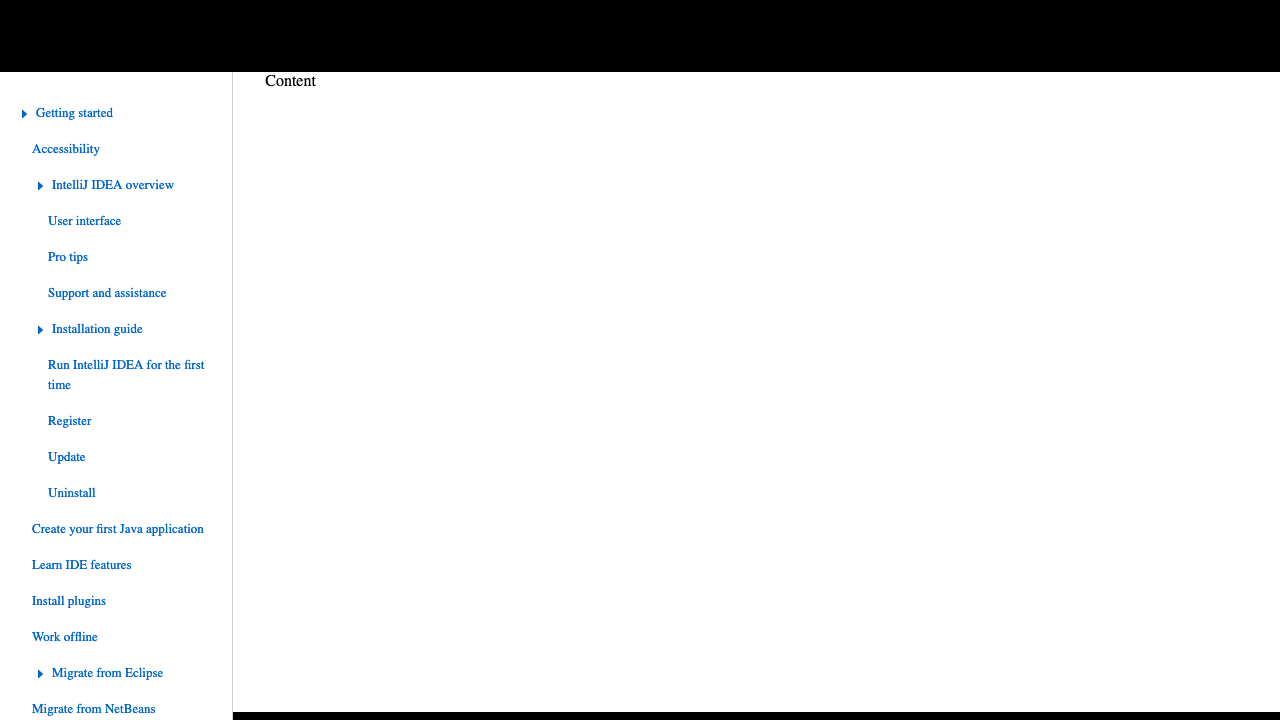 Content
Getting started
Accessibility
IntelliJ IDEA overview
User interface
Pro tips
Support and assistance
Installation guide
Run IntelliJ IDEA for the first
time
Register
Update
Uninstall
Create your first Java application
Learn IDE features
Install plugins
Work offline
Migrate from Eclipse
Migrate from NetBeans